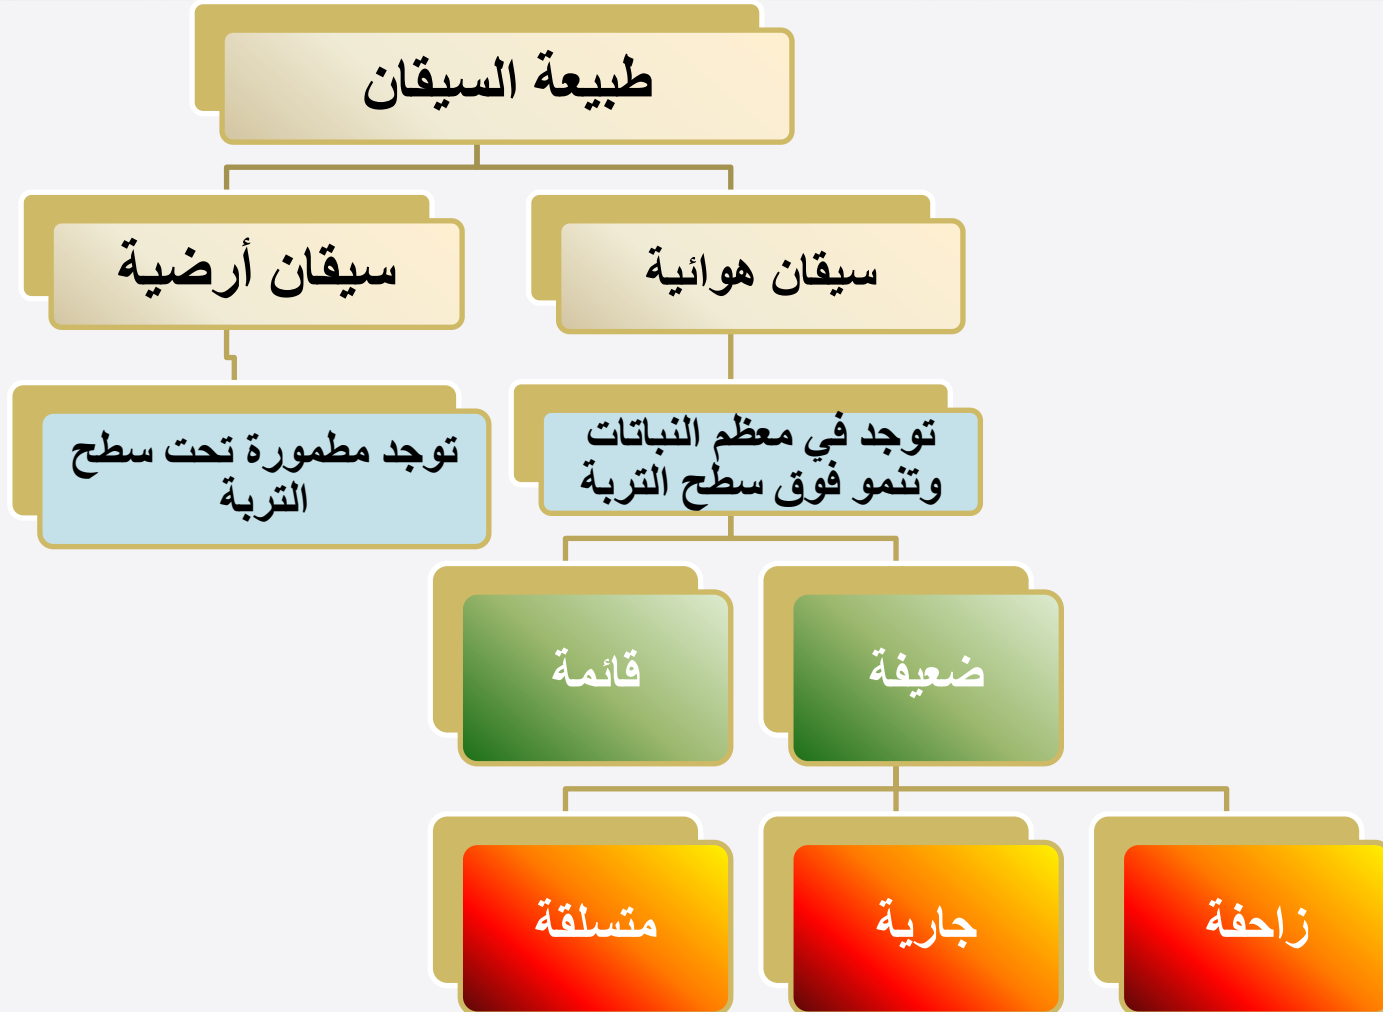 طبيعة السيقان
سيقان هوائية
سيقان أرضية
توجد في معظم النباتات
وتنمو فوق سطح التربة
توجد مطمورة تحت سطح
التربة
ضعيفة
قائمة
زاحفة
جارية
متسلقة